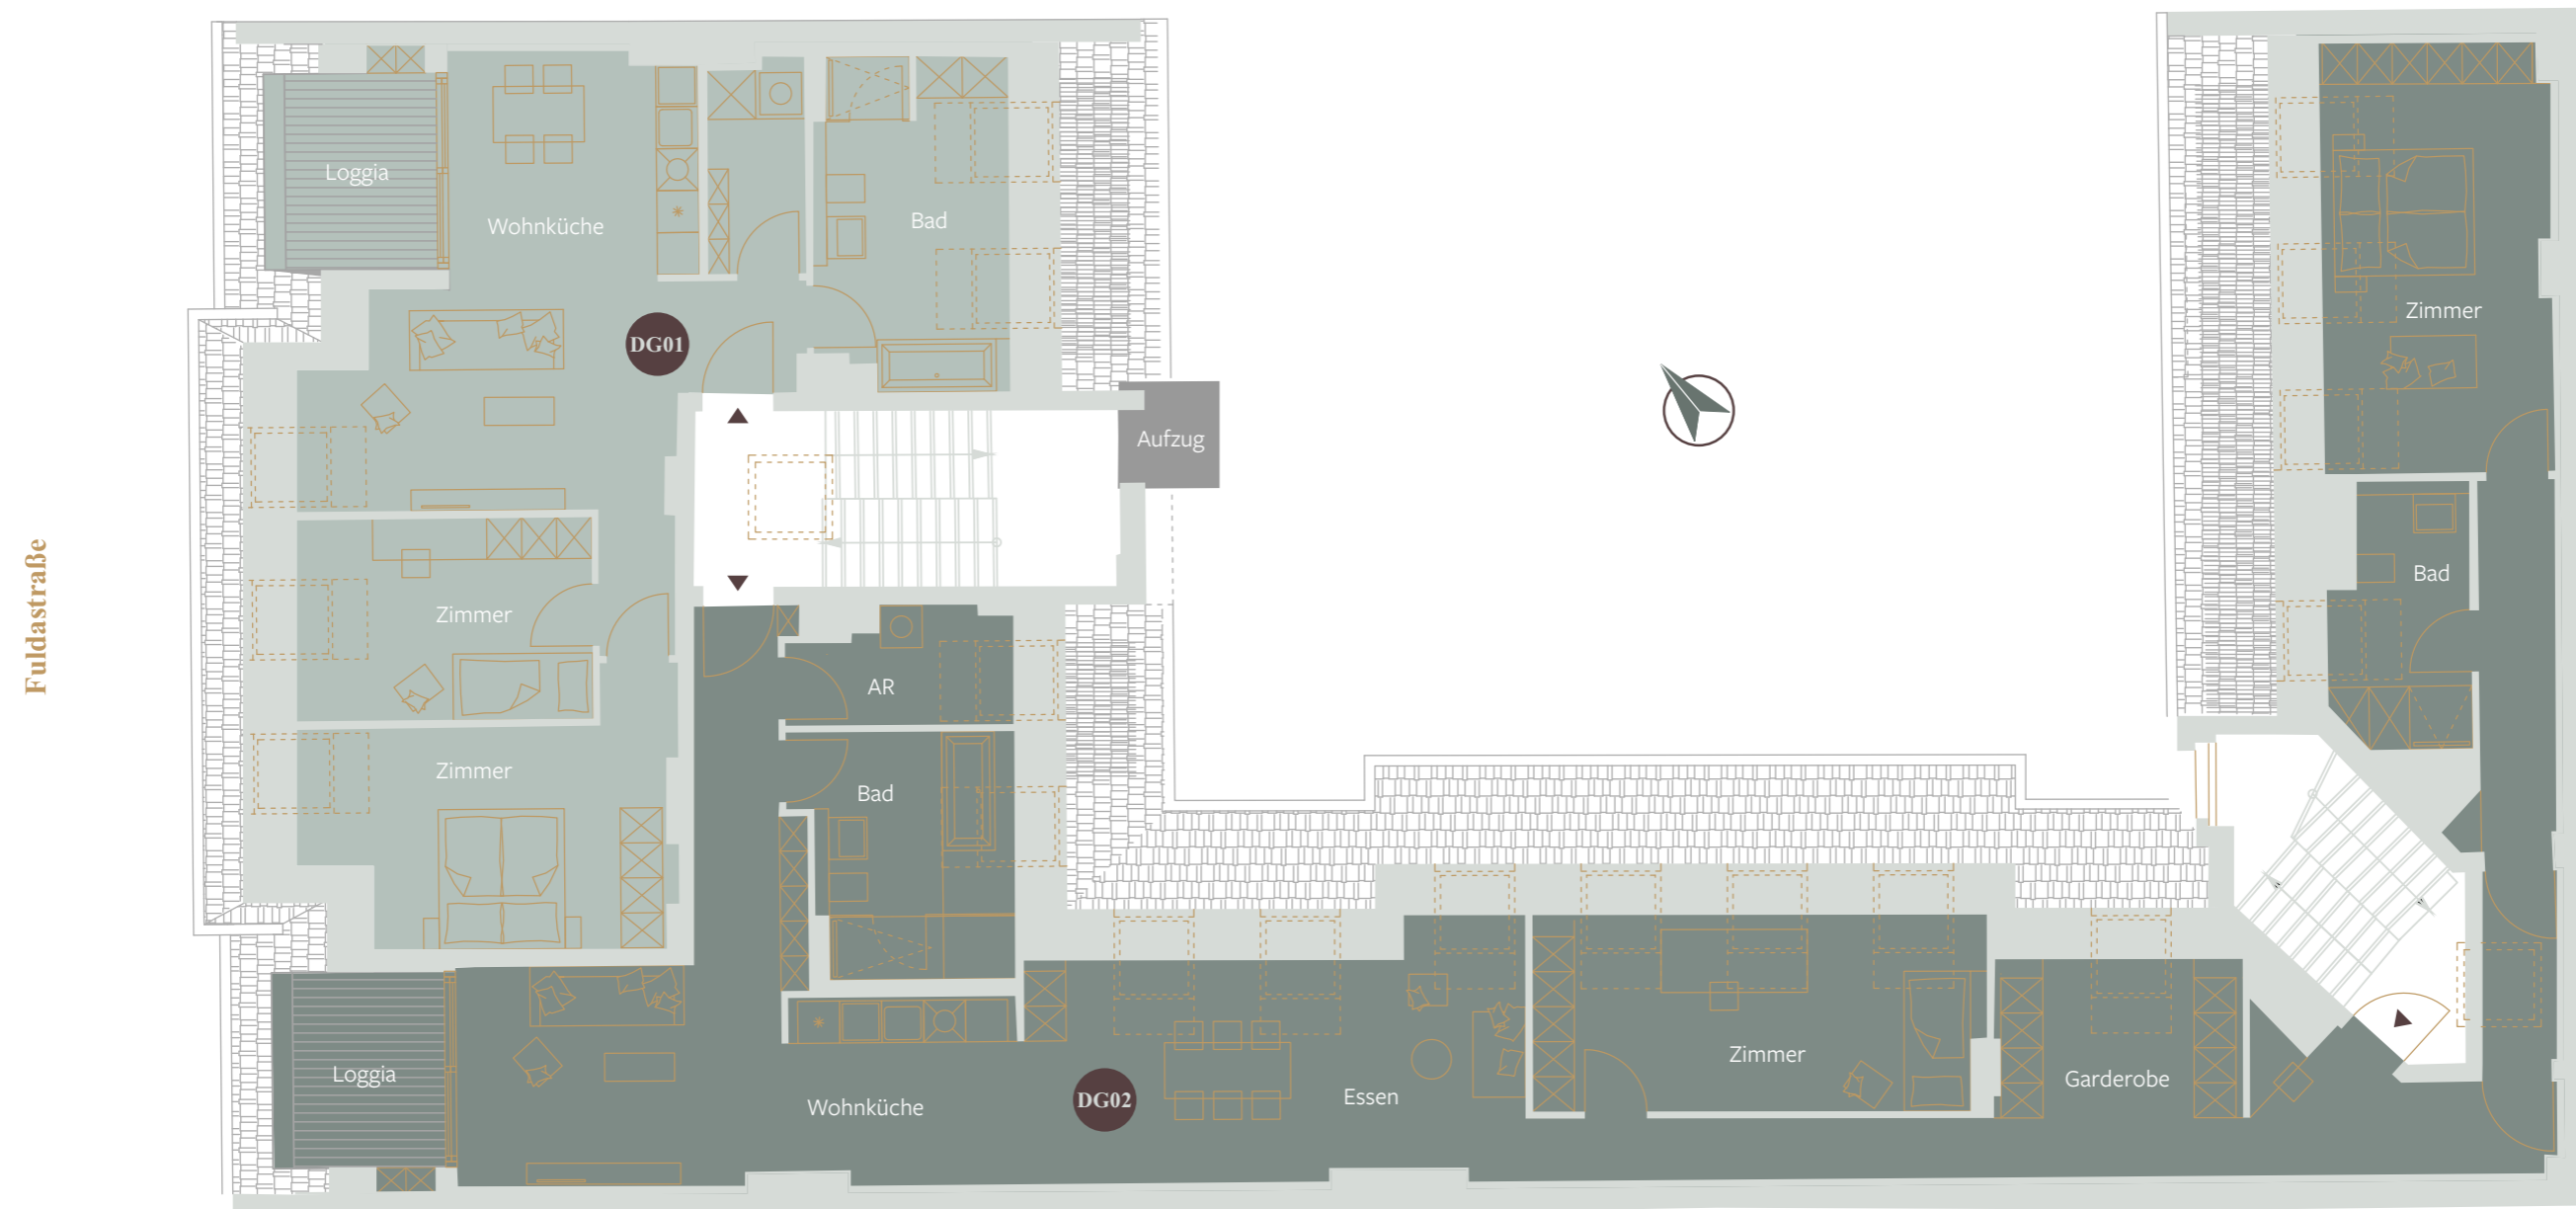 Fuldastraße
Loggia
Wohnküche
Bad
DG01
Aufzug
Zimmer
Zimmer
AR
Bad
Loggia
Wohnküche
DG02
Essen
Zimmer
Garderobe
Zimmer
Bad